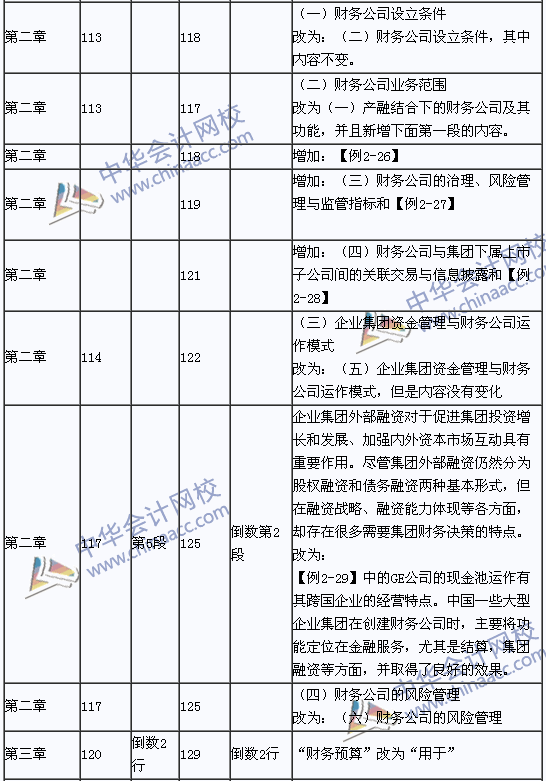 第二章 113 118 （一）财务公司设立条件
改为：（二）财务公司设立条件，其中
内容不变。
第二章 113 117 （二）财务公司业务范围
改为（一）产融结合下的财务公司及其
功能，并且新增下面第一段的内容。
第二章 118 增加：【例2-26】
第二章 119 增加：（三）财务公司的治理、风险管
理与监管指标和【例2-27】
第二章 121 增加：（四）财务公司与集团下属上市
子公司间的关联交易与信息披露和【例
2-28】
第二章 114 122 （三）企业集团资金管理与财务公司运
作模式
改为：（五）企业集团资金管理与财务
公司运作模式，但是内容没有变化
第二章 117 第5段 125 倒数第2
段
企业集团外部融资对于促进集团投资增
长和发展、加强内外资本市场互动具有
重要作用。尽管集团外部融资仍然分为
股权融资和债务融资两种基本形式，但
在融资战略、融资能力体现等各方面，
却存在很多需要集团财务决策的特点。
改为：
【例2-29】中的GE公司的现金池运作有
其跨国企业的经营特点。中国一些大型
企业集团在创建财务公司时，主要将功
能定位在金融服务，尤其是结算，集团
融资等方面，并取得了良好的效果。
第二章 117 125 （四）财务公司的风险管理
改为：（六）财务公司的风险管理
第三章 120 倒数2
行 129 倒数2行 “财务预算”改为“用于”
中华会计网校
www.chinaacc.com
中华会计网校
www.chinaacc.com
中华会计网校
www.chinaacc.com
中华会计网校
www.chinaacc.com